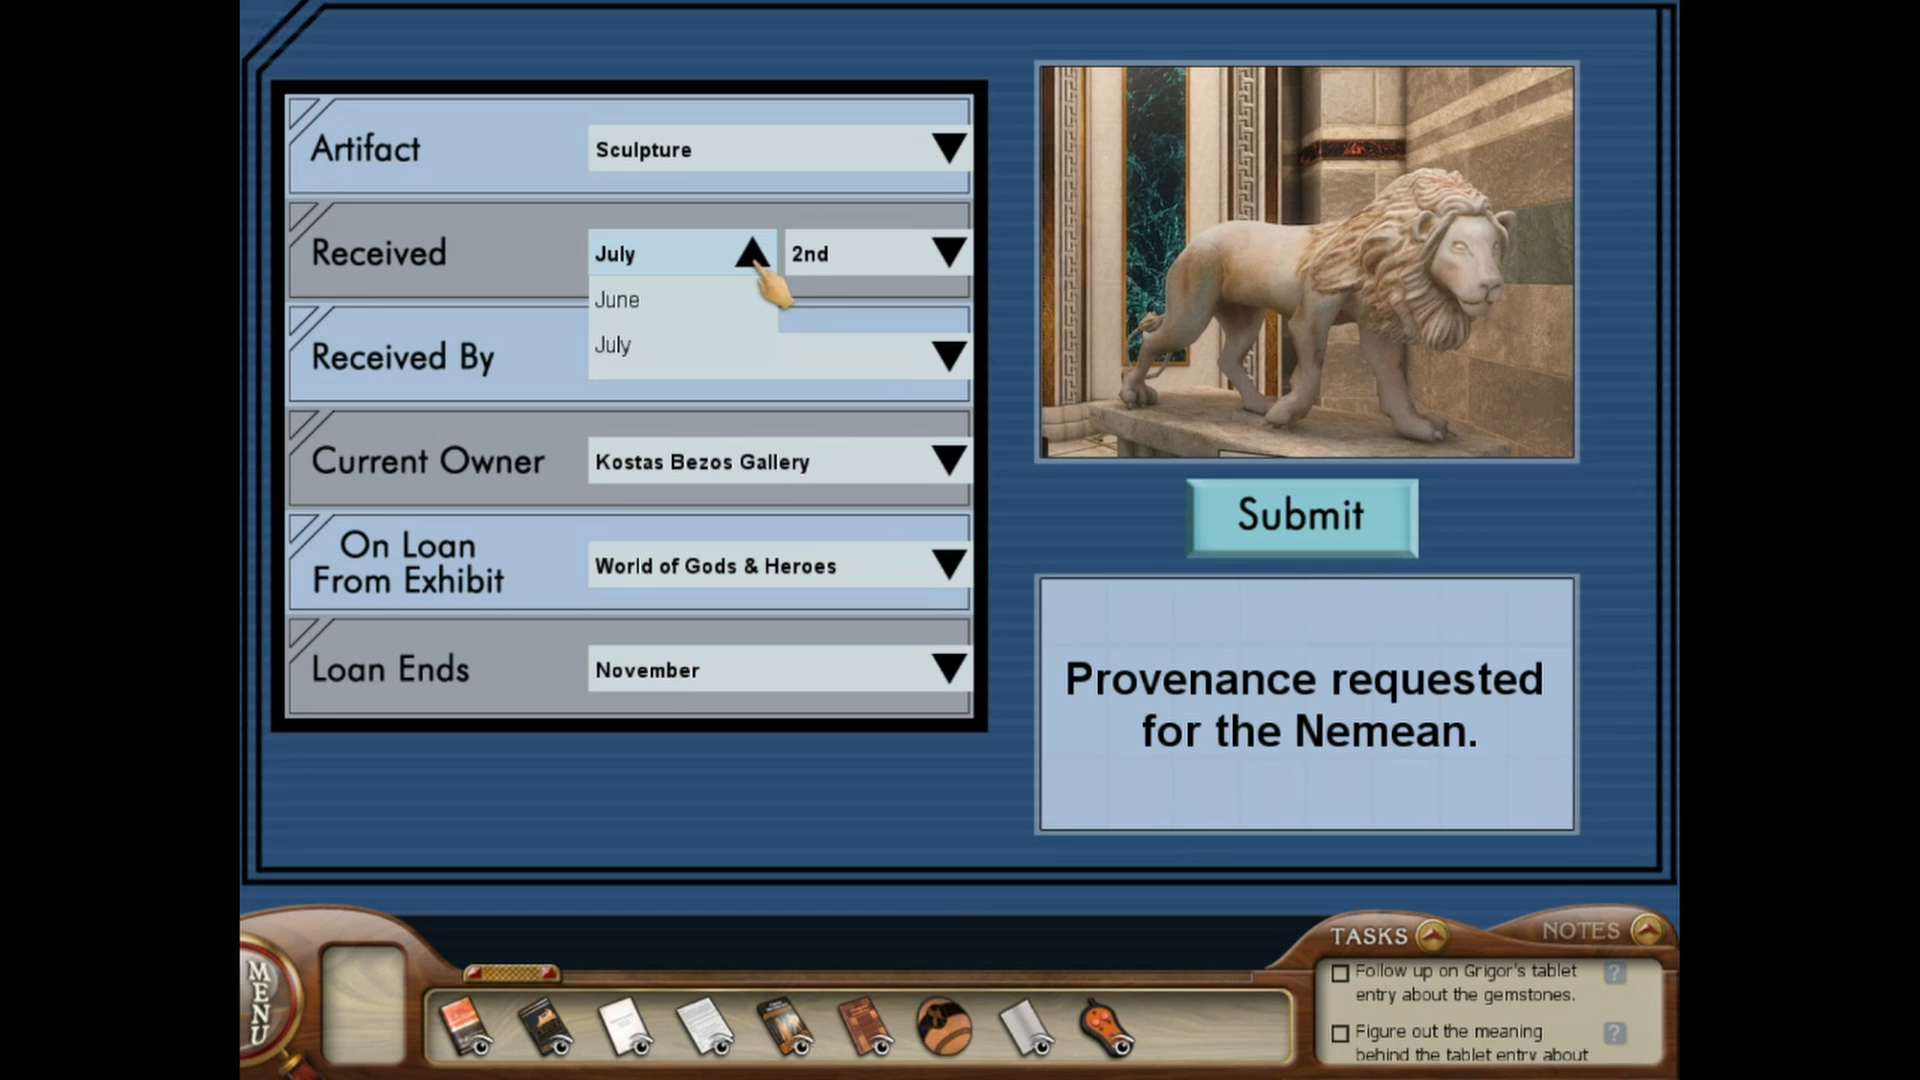 Artifact
Sculpture
Received
July
2nd
June
July
Received By
Current Owner
Kostas Bezos Gallery
On Loan
From Exhibit
World of Gods & Heroes
Loan Ends
November
Submit
Provenance requested
for the Nemean.
MENU
TASKS
NOTES
Follow up on Grigor's tablet
entry about the gemstones.
?
Figure out the meaning
behind the tablet entry about
?